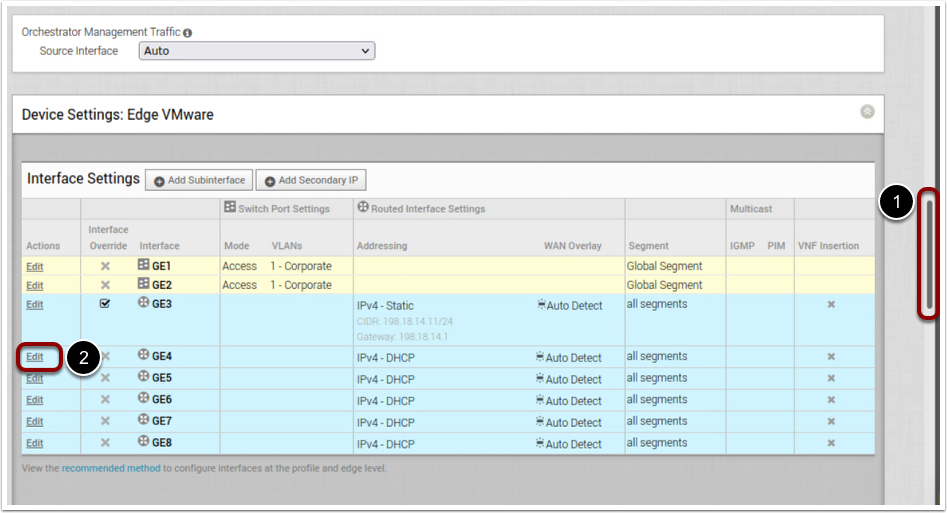 Orchestrator Management Traffic
Source Interface Auto
Device Settings: Edge VMware
Interface Settings Add Subinterface Add Secondary IP
Switch Port Settings Routed Interface Settings Multicast
1
Actions Interface Override Interface Mode VLANs Addressing WAN Overlay Segment IGMP PIM VNF Insertion
Edit GE1 Access 1 - Corporate Global Segment
Edit GE2 Access 1 - Corporate Global Segment
Edit GE3 IPv4 - Static Auto Detect all segments
CIDR: 198.18.14.11/24
Gateway: 198.18.14.1
Edit 2 GE4 IPv4 - DHCP Auto Detect all segments
Edit GE5 IPv4 - DHCP Auto Detect all segments
Edit GE6 IPv4 - DHCP Auto Detect all segments
Edit GE7 IPv4 - DHCP Auto Detect all segments
Edit GE8 IPv4 - DHCP Auto Detect all segments
View the recommended method to configure interfaces at the profile and edge level.